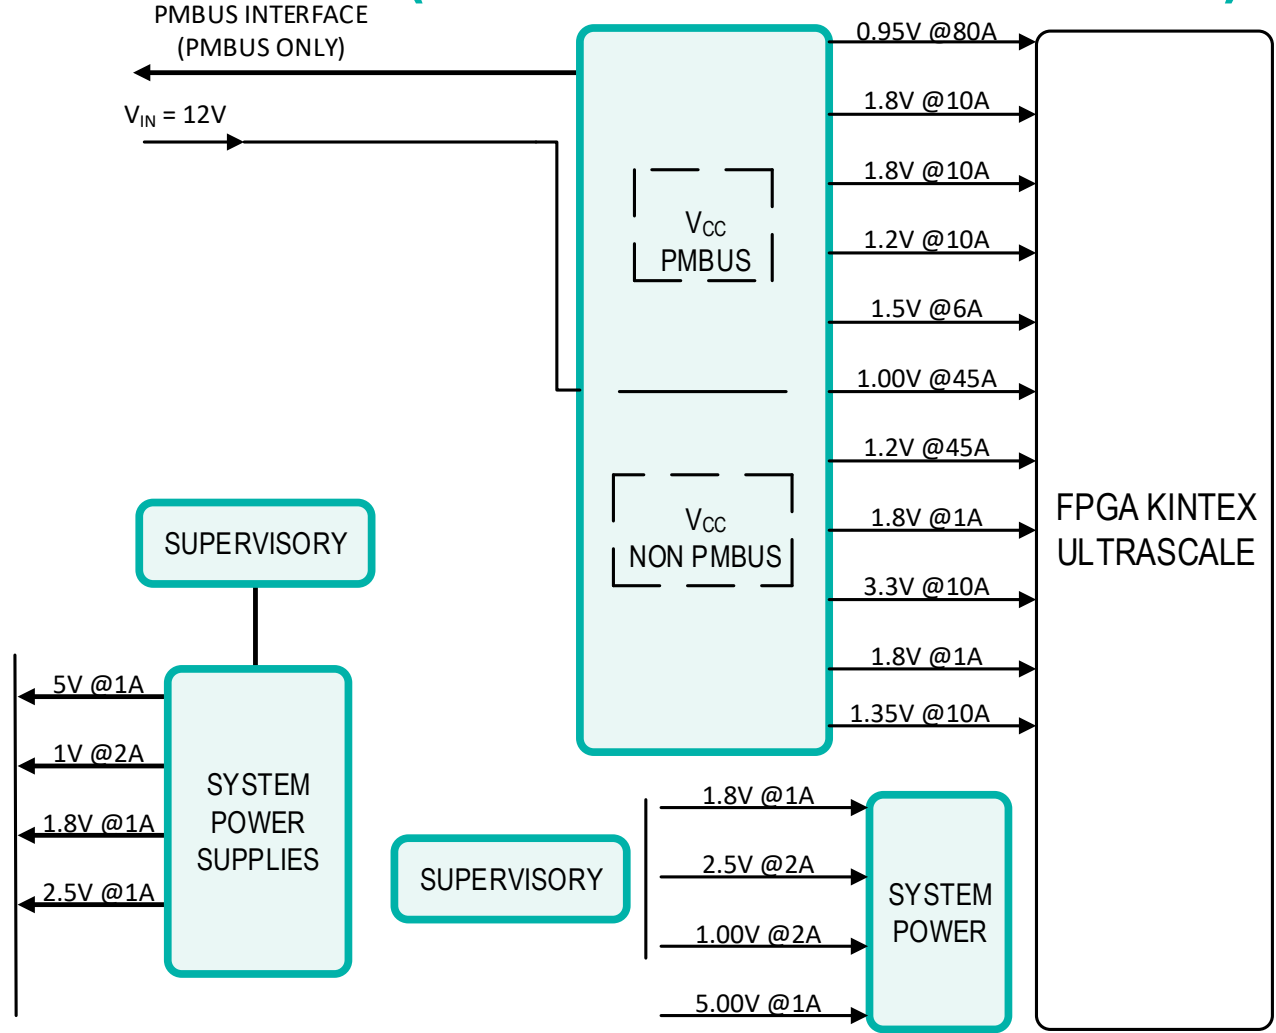 PMBUS INTERFACE
(PMBUS ONLY)
VIN = 12V
VCC
PMBUS
VCC
NON PMBUS
0.95V @80A
1.8V @10A
1.8V @10A
1.2V @10A
1.5V @6A
1.00V @45A
1.2V @45A
1.8V @1A
3.3V @10A
1.8V @1A
1.35V @10A
FPGA KINTEX
ULTRASCALE
SUPERVISORY
5V @1A
1V @2A
1.8V @1A
2.5V @1A
SYSTEM
POWER
SUPPLIES
SUPERVISORY
1.8V @1A
2.5V @2A
1.00V @2A
5.00V @1A
SYSTEM
POWER